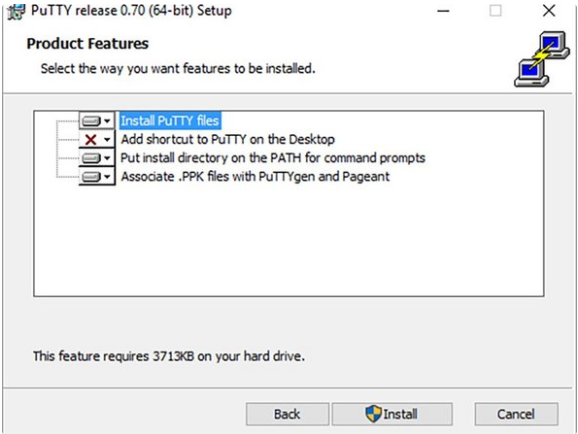 PuTTY release 0.70 (64-bit) Setup
Product Features
Select the way you want features to be installed.
Install PuTTY files
Add shortcut to PuTTY on the Desktop
Put install directory on the PATH for command prompts
Associate .PPK files with PuTTYgen and Pageant
This feature requires 3713KB on your hard drive.
Back
Install
Cancel